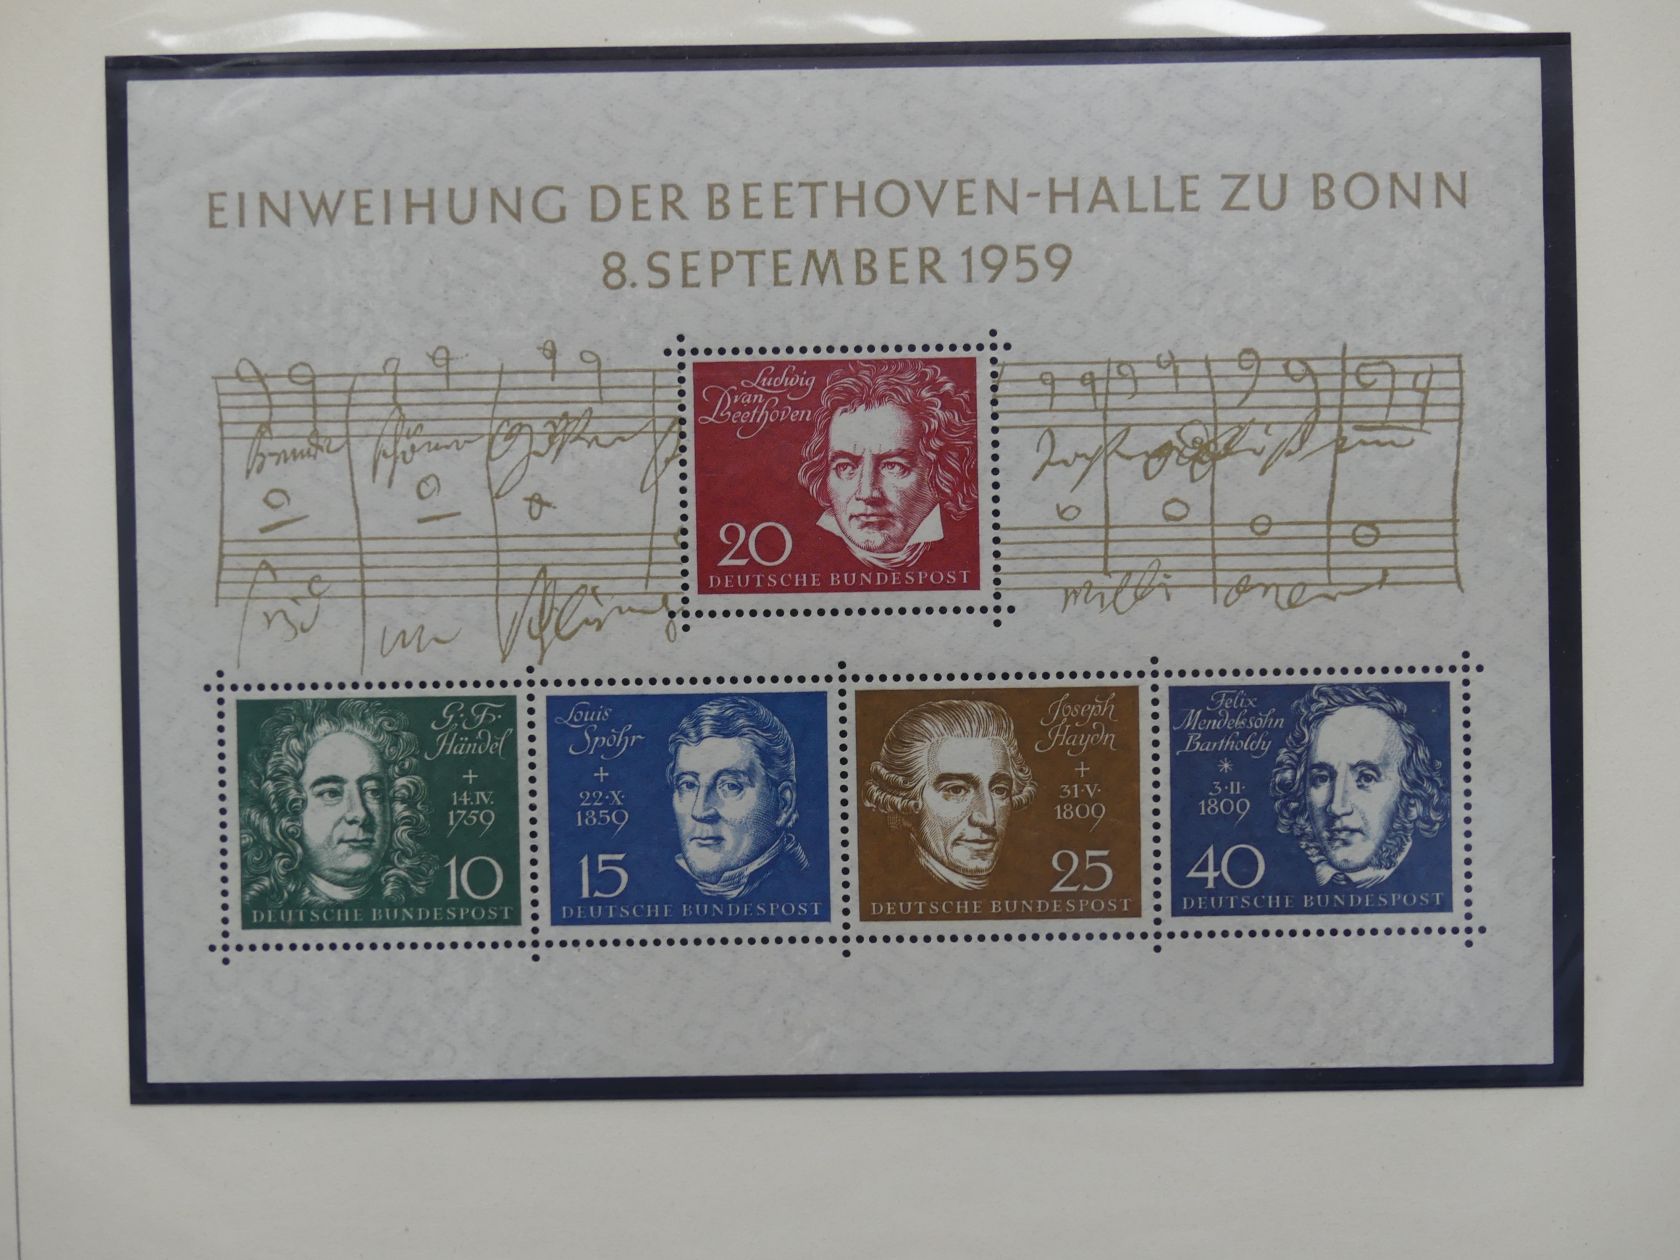 EINWEIHUNG DER BEETHOVEN-HALLE ZU BONN
8. SEPTEMBER 1959
Ludwig
van
Beethoven
20
DEUTSCHE BUNDESPOST
milli onen
G. F.
Händel
+
14.IV.
1759
10
DEUTSCHE BUNDESPOST
Louis
Spohr
+
22·X·
1859
15
DEUTSCHE BUNDESPOST
Joseph
Haydn
+
31·V·
1809
25
DEUTSCHE BUNDESPOST
Felix
Mendelssohn
Bartholdy
*
3·II·
1809
40
DEUTSCHE BUNDESPOST